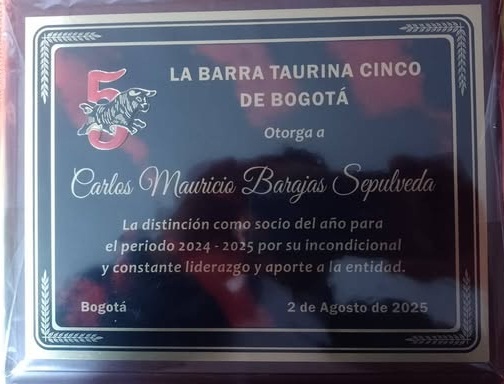 5
LA BARRA TAURINA CINCO
DE BOGOTÁ
Otorga a
Carlos Mauricio Barajas Sepulveda
La distinción como socio del año para
el periodo 2024 - 2025 por su incondicional
y constante liderazgo y aporte a la entidad.
Bogotá 2 de Agosto de 2025